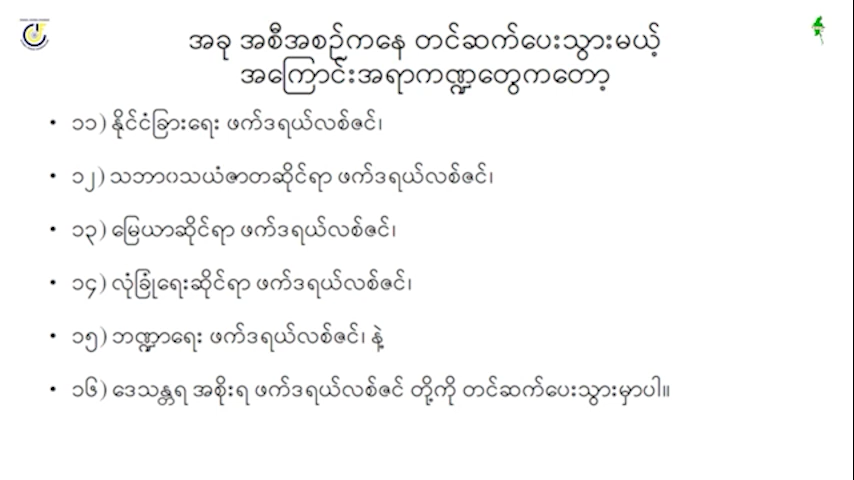 အခု အစီအစဉ်ကနေ တင်ဆက်ပေးသွားမယ့်
အကြောင်းအရာကဏ္ဍတွေကတော့
• ၁၁) နိုင်ငံခြားရေး ဖက်ဒရယ်လစ်ဇင်၊
• ၁၂) သဘာ၀သယံဇာတဆိုင်ရာ ဖက်ဒရယ်လစ်ဇင်၊
• ၁၃) မြေယာဆိုင်ရာ ဖက်ဒရယ်လစ်ဇင်၊
• ၁၄) လုံခြုံရေးဆိုင်ရာ ဖက်ဒရယ်လစ်ဇင်၊
• ၁၅) ဘဏ္ဍာရေး ဖက်ဒရယ်လစ်ဇင်၊ နဲ့
• ၁၆) ဒေသန္တရ အစိုးရ ဖက်ဒရယ်လစ်ဇင် တို့ကို တင်ဆက်ပေးသွားမှာပါ။